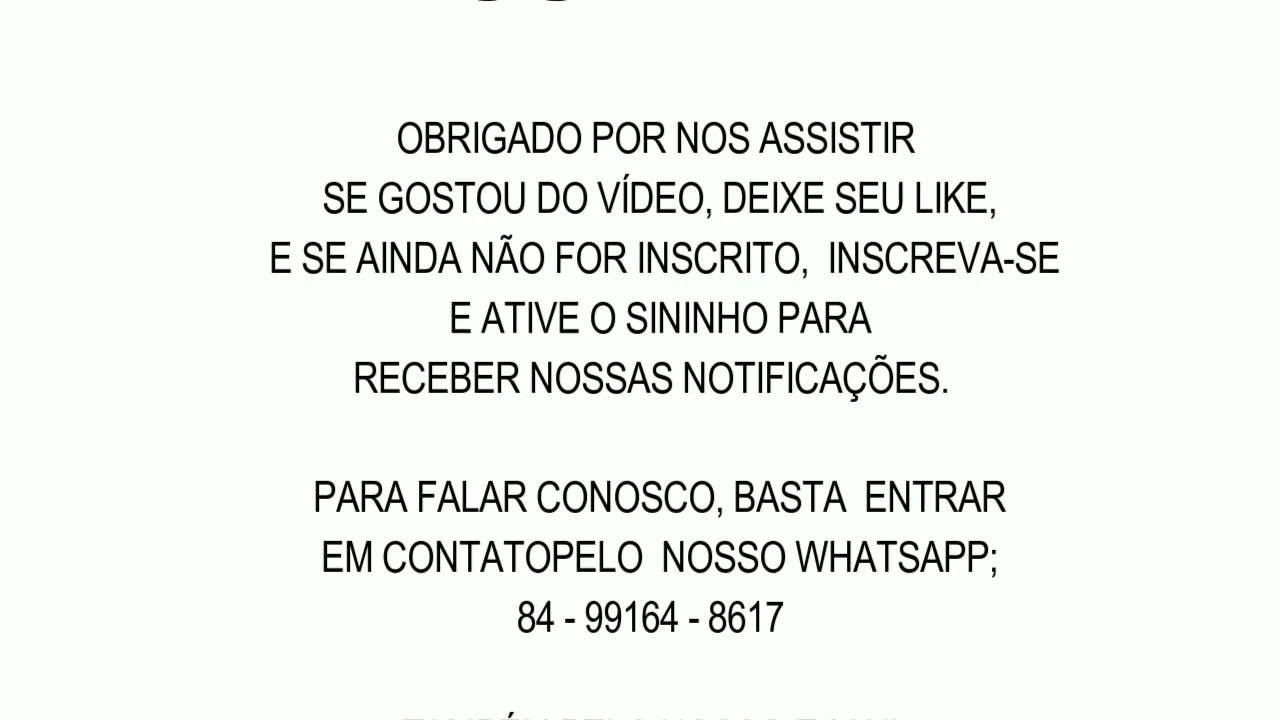 OBRIGADO POR NOS ASSISTIR
SE GOSTOU DO VÍDEO, DEIXE SEU LIKE,
E SE AINDA NÃO FOR INSCRITO,  INSCREVA-SE
E ATIVE O SININHO PARA
RECEBER NOSSAS NOTIFICAÇÕES.
PARA FALAR CONOSCO, BASTA  ENTRAR
EM CONTATOPELO  NOSSO WHATSAPP;
84 - 99164 - 8617